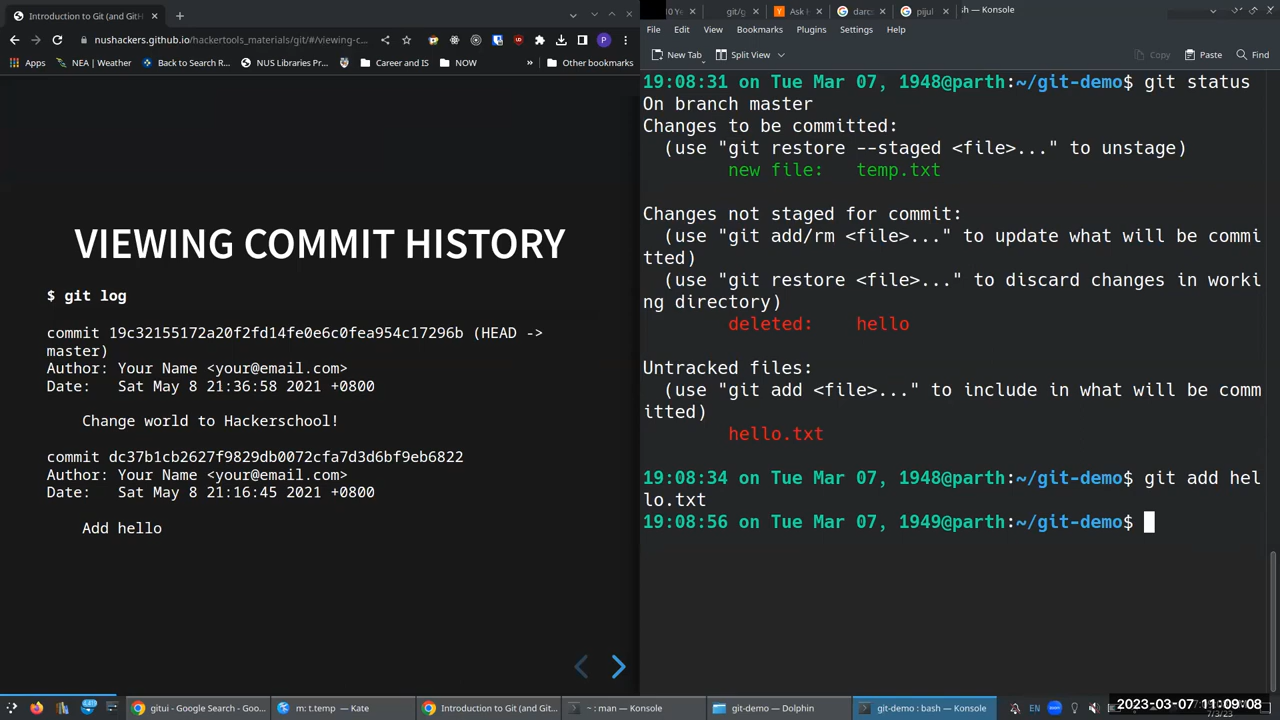 Introduction to Git (and GitH
nushackers.github.io/hackertools_materials/git/#/viewing-c...
Apps
NEA | Weather
Back to Search R...
NUS Libraries Pr...
Career and IS
NOW
»
Other bookmarks
VIEWING COMMIT HISTORY
$ git log
commit 19c32155172a20f2fd14fe0e6c0fea954c17296b (HEAD ->
master)
Author: Your Name <your@email.com>
Date:   Sat May 8 21:36:58 2021 +0800
Change world to Hackerschool!
commit dc37b1cb2627f9829db0072cfa7d3d6bf9eb6822
Author: Your Name <your@email.com>
Date:   Sat May 8 21:16:45 2021 +0800
Add hello
git/g
Ask H
darcs
pijul
sh — Konsole
File Edit View Bookmarks Plugins Settings Help
New Tab Split View Copy Paste Find
19:08:31 on Tue Mar 07, 1948@parth:~/git-demo$ git status
On branch master
Changes to be committed:
(use "git restore --staged <file>..." to unstage)
new file:   temp.txt
Changes not staged for commit:
(use "git add/rm <file>..." to update what will be commi
tted)
(use "git restore <file>..." to discard changes in worki
ng directory)
deleted:    hello
Untracked files:
(use "git add <file>..." to include in what will be comm
itted)
hello.txt
19:08:34 on Tue Mar 07, 1948@parth:~/git-demo$ git add hel
lo.txt
19:08:56 on Tue Mar 07, 1949@parth:~/git-demo$
gitui - Google Search - Goo...
m: t.temp — Kate
Introduction to Git (and Git...
~ : man — Konsole
git-demo — Dolphin
git-demo : bash — Konsole
EN
2023-03-07 11:09:08
7/3/23